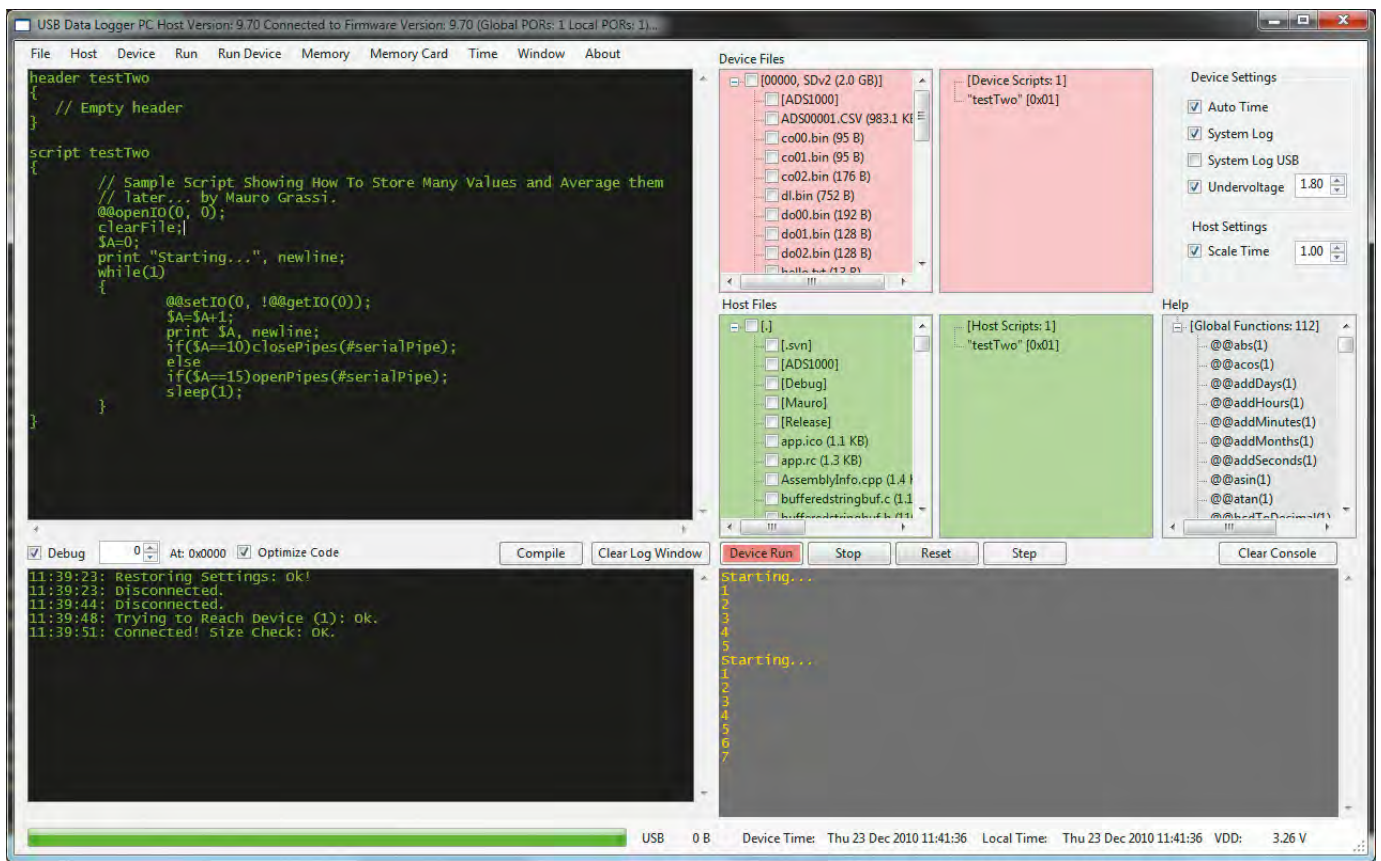 USB Data Logger PC Host Version: 9.70 Connected to Firmware Version: 9.70 (Global PORs: 1 Local PORs: 1)...
File Host Device Run Run Device Memory Memory Card Time Window About
header testTwo
{
// Empty header
}
script testTwo
{
// Sample Script Showing How To Store Many Values and Average them
// later... by Mauro Grassi.
@@openIO(0, 0);
clearFile;
$A=0;
print "Starting...", newline;
while(1)
{
@@setIO(0, !@@getIO(0));
$A=$A+1;
print $A, newline;
if($A==10)closePipes(#serialPipe);
else
if($A==15)openPipes(#serialPipe);
sleep(1);
}
}
Device Files
[00000, SDv2 (2.0 GB)]
[ADS1000]
ADS00001.CSV (983.1 KB
co00.bin (95 B)
co01.bin (95 B)
co02.bin (176 B)
dl.bin (752 B)
do00.bin (192 B)
do01.bin (128 B)
do02.bin (128 B)
hello.txt (13 B)
[Device Scripts: 1]
"testTwo" [0x01]
Device Settings
Auto Time
System Log
System Log USB
Undervoltage 1.80
Host Settings
Scale Time 1.00
Host Files
[.]
[.svn]
[ADS1000]
[Debug]
[Mauro]
[Release]
app.ico (1.1 KB)
app.rc (1.3 KB)
AssemblyInfo.cpp (1.4
bufferedstringbuf.c (1.1
bufferedstringbuf.h
[Host Scripts: 1]
"testTwo" [0x01]
Help
[Global Functions: 112]
@@abs(1)
@@acos(1)
@@addDays(1)
@@addHours(1)
@@addMinutes(1)
@@addMonths(1)
@@addSeconds(1)
@@asin(1)
@@atan(1)
@@bcdToDecimal(1)
Debug 0 At: 0x0000 Optimize Code Compile Clear Log Window
Device Run Stop Reset Step Clear Console
11:39:23: Restoring Settings: Ok!
11:39:23: Disconnected.
11:39:44: Disconnected.
11:39:48: Trying to Reach Device (1): Ok.
11:39:51: Connected! Size Check: OK.
Starting...
1
2
3
4
5
Starting...
1
2
3
4
5
6
7
USB 0 B Device Time: Thu 23 Dec 2010 11:41:36 Local Time: Thu 23 Dec 2010 11:41:36 VDD: 3.26 V